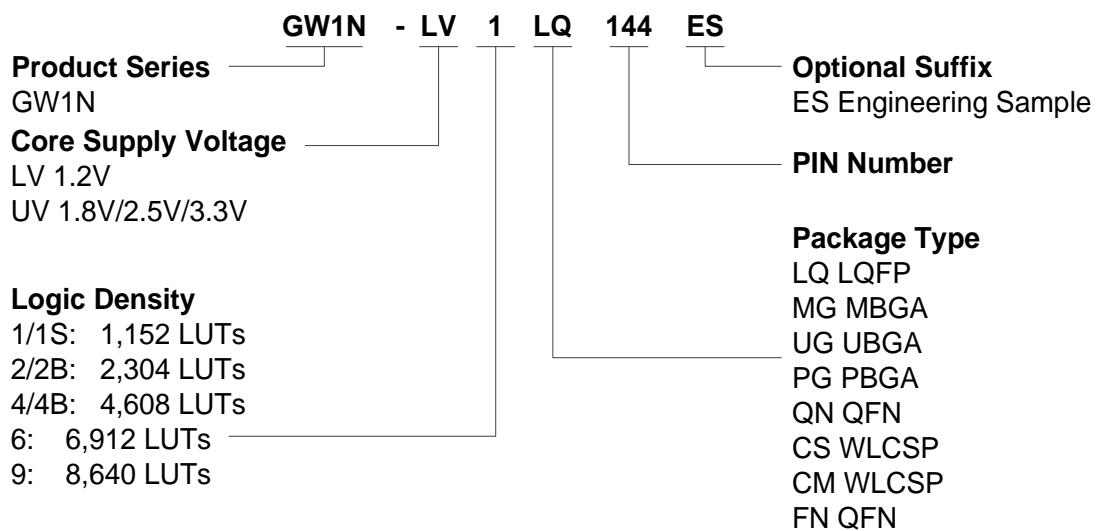 GW1N - LV 1 LQ 144 ES
Product Series
GW1N
Core Supply Voltage
LV 1.2V
UV 1.8V/2.5V/3.3V
Logic Density
1/1S: 1,152 LUTs
2/2B: 2,304 LUTs
4/4B: 4,608 LUTs
6: 6,912 LUTs
9: 8,640 LUTs
Optional Suffix
ES Engineering Sample
PIN Number
Package Type
LQ LQFP
MG MBGA
UG UBGA
PG PBGA
QN QFN
CS WLCSP
CM WLCSP
FN QFN